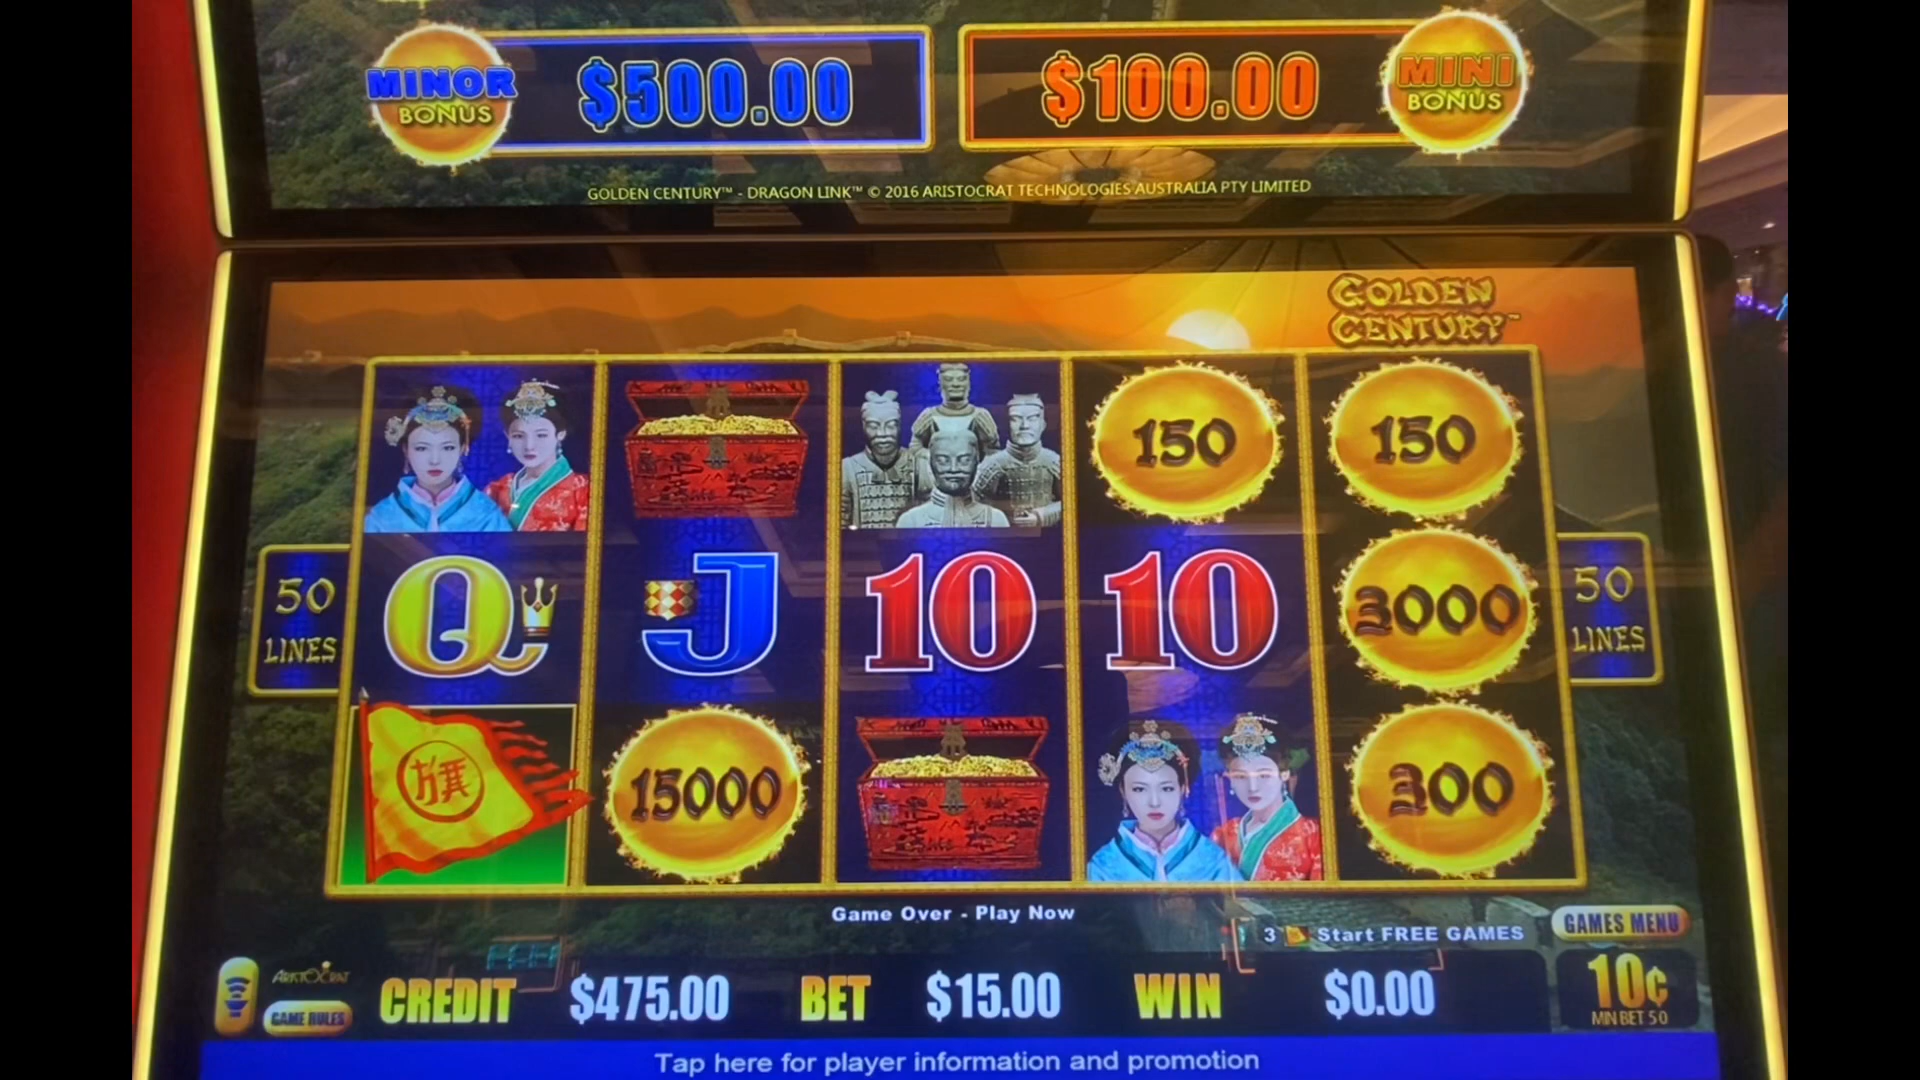 MINOR
BONUS
$500.00
$100.00
MINI
BONUS
GOLDEN CENTURY™ - DRAGON LINK™ © 2016 ARISTOCRAT TECHNOLOGIES AUSTRALIA PTY LIMITED
GOLDEN
CENTURY™
150
150
50
LINES
Q
J
10
10
3000
50
LINES
旗
15000
300
Game Over - Play Now
3 Start FREE GAMES
GAMES MENU
ARISTOCRAT
GAME RULES
CREDIT $475.00 BET $15.00 WIN $0.00
10¢
MIN BET 50
Tap here for player information and promotion